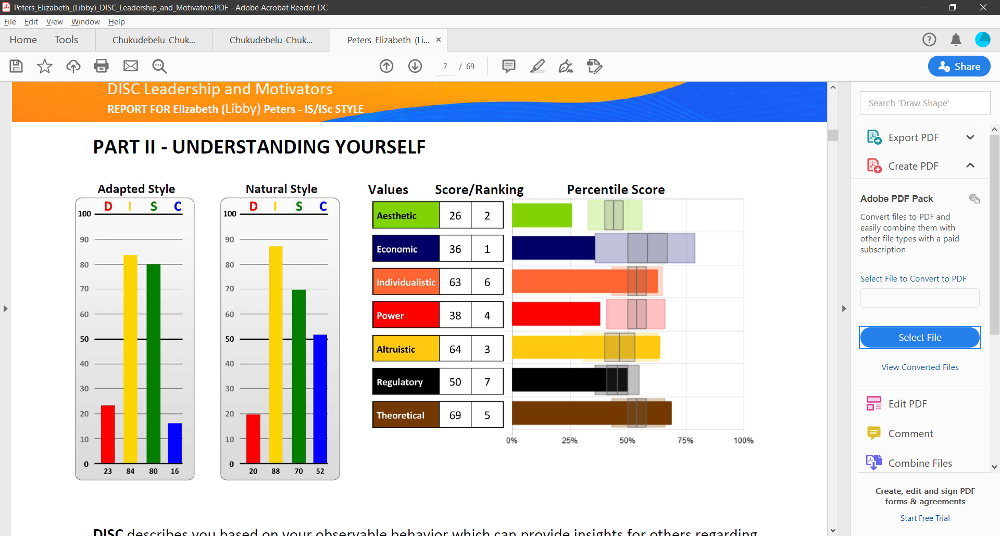 Peters_Elizabeth_(Libby)_DISC_Leadership_and_Motivators.PDF - Adobe Acrobat Reader DC
File Edit View Window Help
Home Tools Chukudebelu_Chuk... Chukudebelu_Chuk... Peters_Elizabeth_(Li... ×
7 / 69
Share
DISC Leadership and Motivators
REPORT FOR Elizabeth (Libby) Peters - IS/ISc STYLE
PART II - UNDERSTANDING YOURSELF
Adapted Style
D I S C
100
90
80
70
60
50
40
30
20
10
0
23 84 80 16
Natural Style
D I S C
100
90
80
70
60
50
40
30
20
10
0
20 88 70 52
Values Score/Ranking Percentile Score
Aesthetic 26 2
Economic 36 1
Individualistic 63 6
Power 38 4
Altruistic 64 3
Regulatory 50 7
Theoretical 69 5
0% 25% 50% 75% 100%
DISC describes you based on your observable behavior which can provide insights for others regarding
Search 'Draw Shape'
Export PDF
Create PDF
Adobe PDF Pack
Convert files to PDF and
easily combine them with
other file types with a paid
subscription
Select File to Convert to PDF
Select File
View Converted Files
Edit PDF
Comment
Combine Files
Create, edit and sign PDF
forms & agreements
Start Free Trial